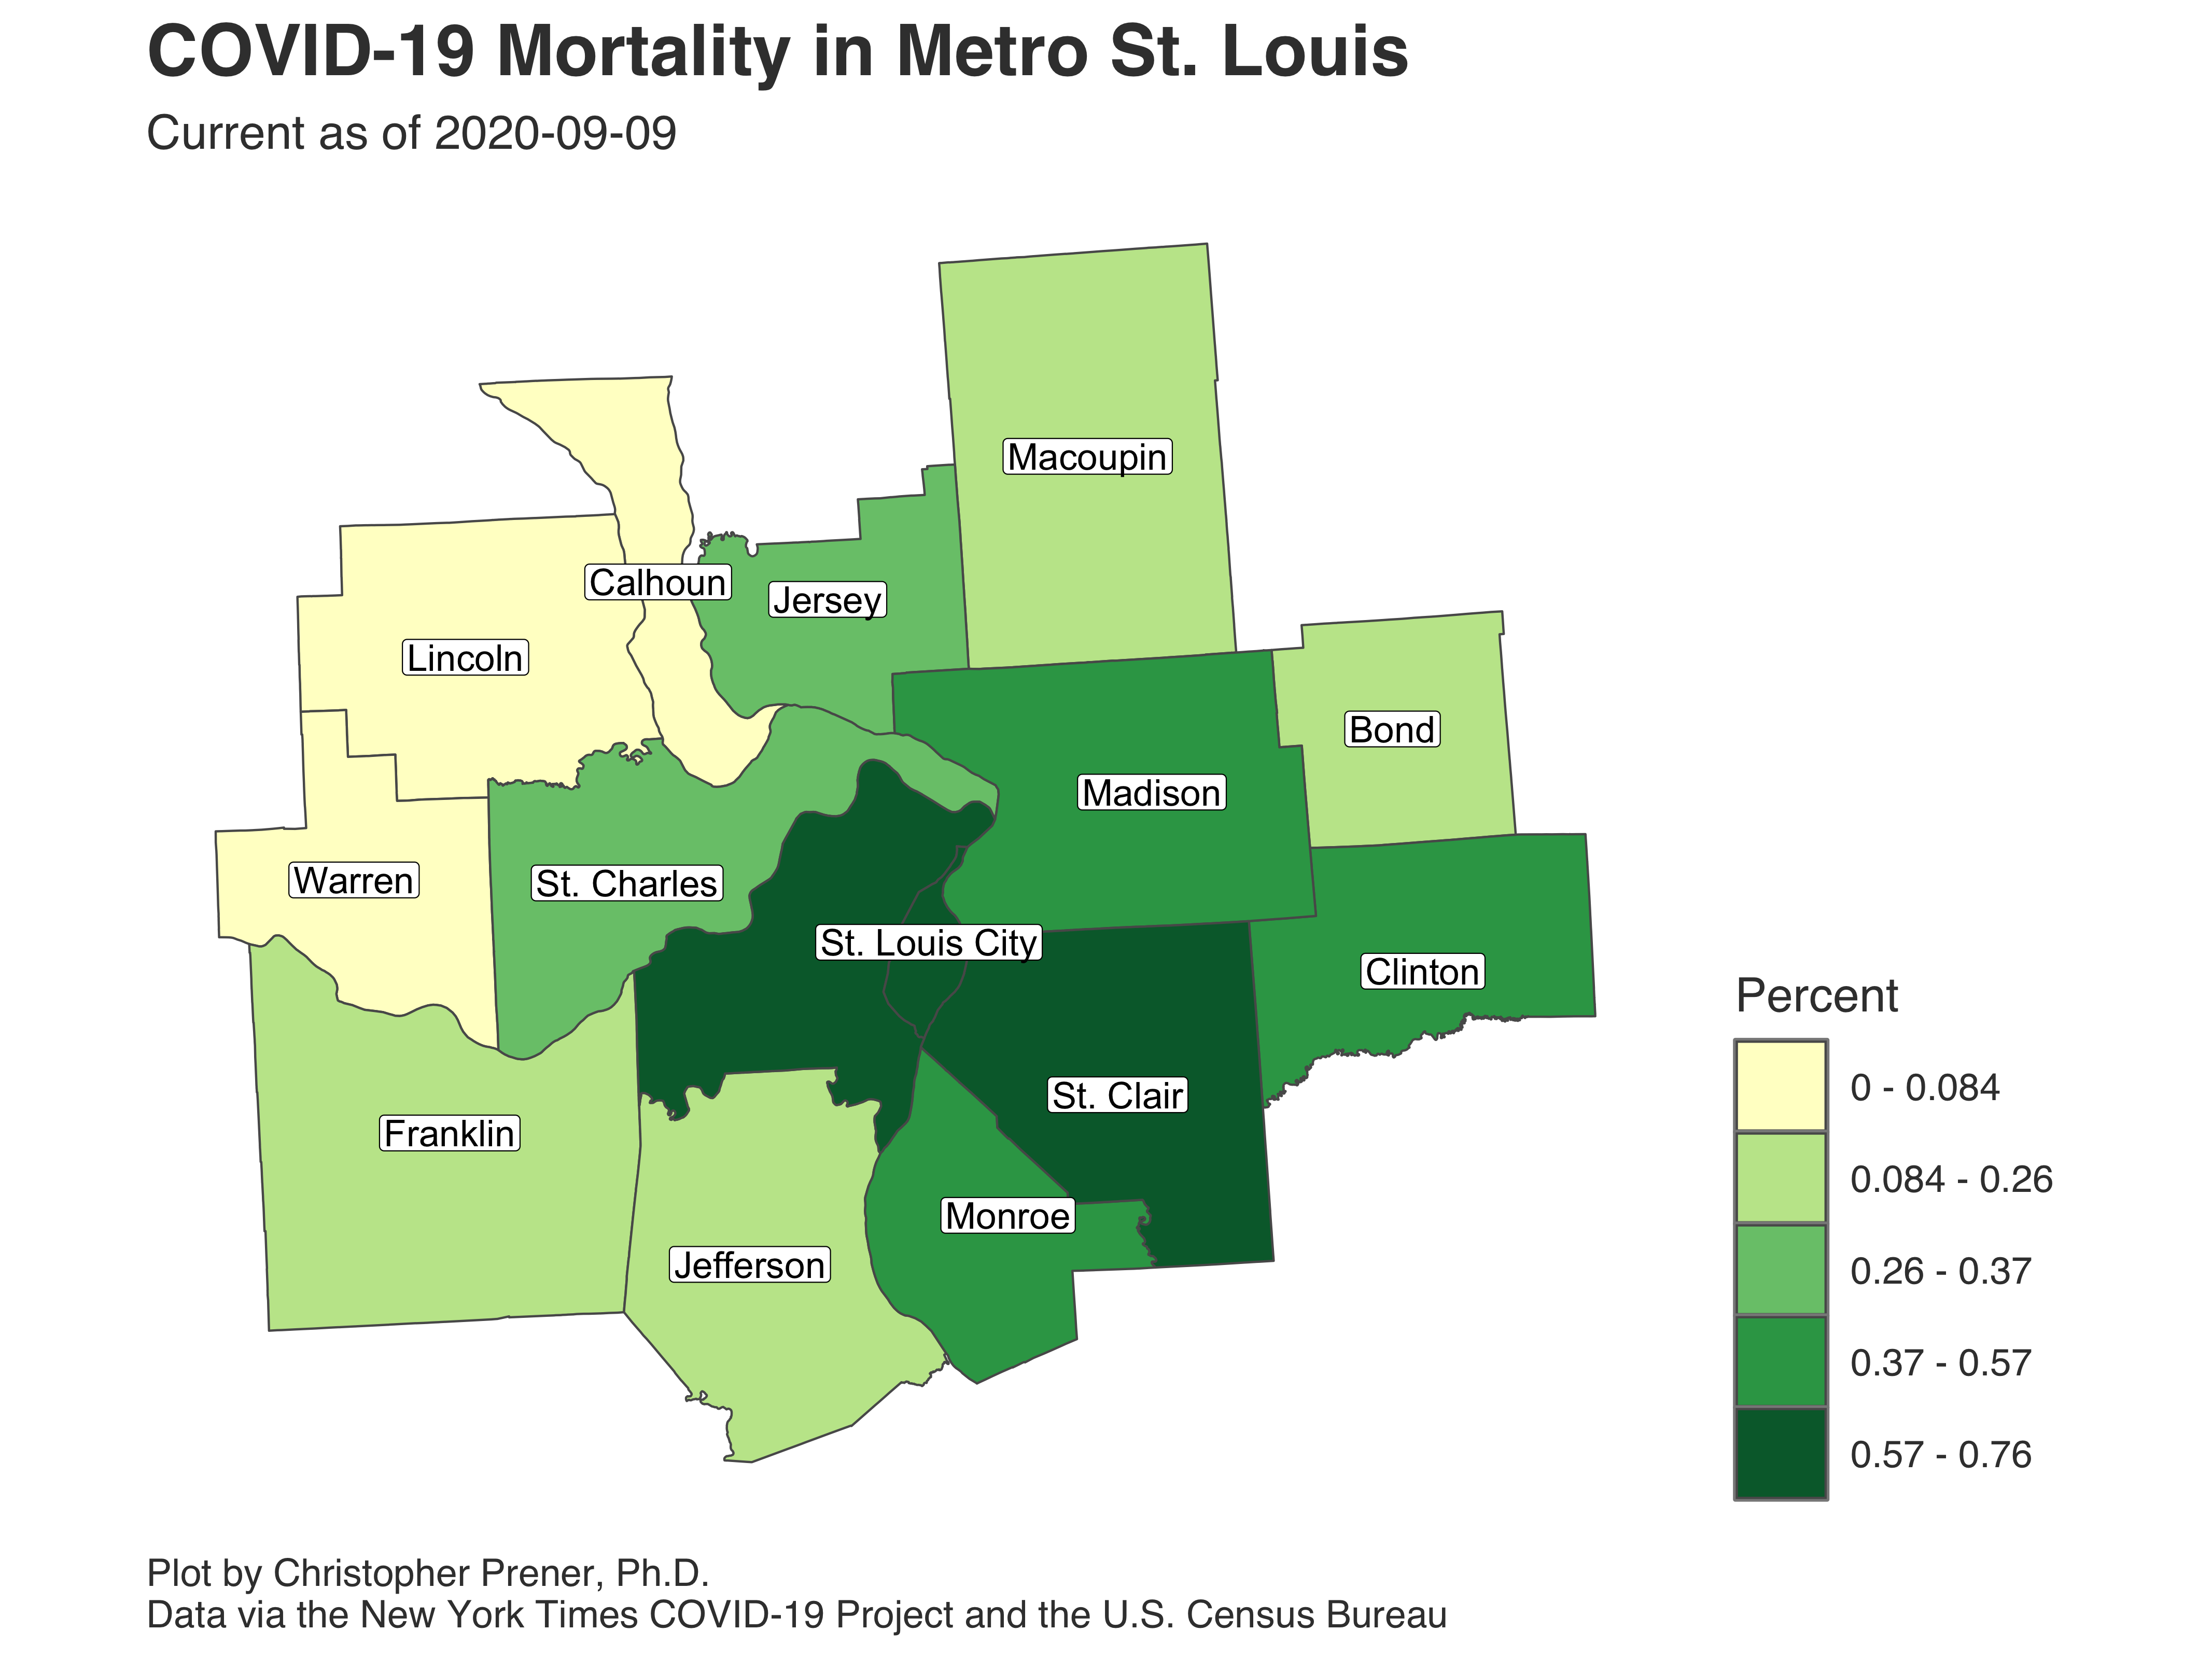 COVID-19 Mortality in Metro St. Louis
Current as of 2020-09-09
Macoupin
Calhoun
Jersey
Lincoln
Bond
Madison
Warren
St. Charles
St. Louis City
Clinton
St. Clair
Franklin
Monroe
Jefferson
Percent
0 - 0.084
0.084 - 0.26
0.26 - 0.37
0.37 - 0.57
0.57 - 0.76
Plot by Christopher Prener, Ph.D.
Data via the New York Times COVID-19 Project and the U.S. Census Bureau